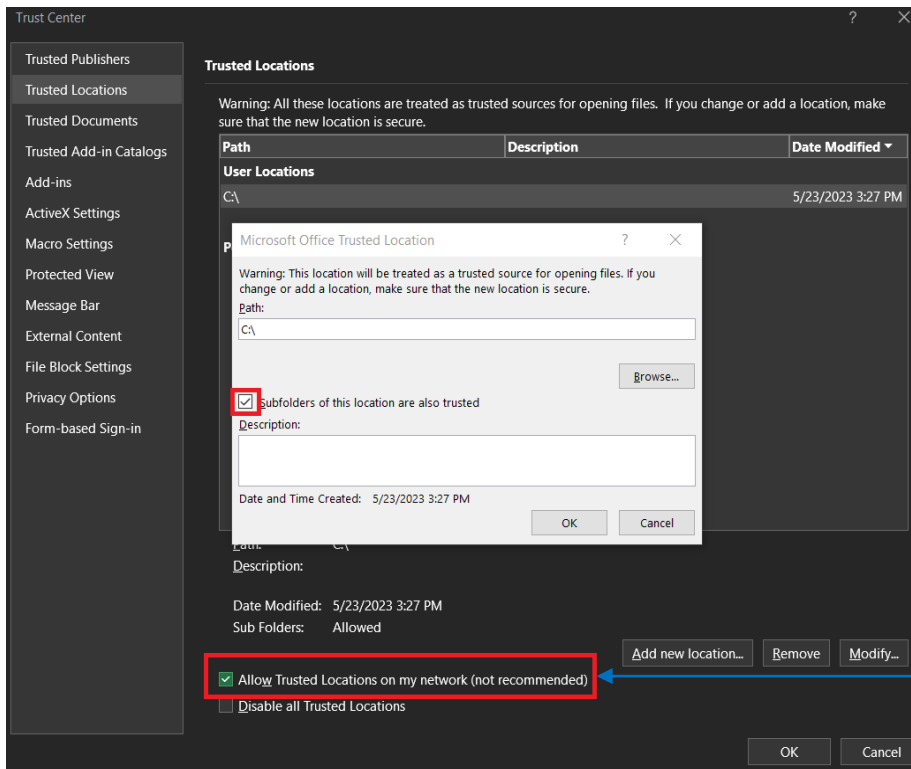 Trust Center
?
Trusted Publishers
Trusted Locations
Trusted Documents
Trusted Add-in Catalogs
Add-ins
ActiveX Settings
Macro Settings
Protected View
Message Bar
External Content
File Block Settings
Privacy Options
Form-based Sign-in
Trusted Locations
Warning: All these locations are treated as trusted sources for opening files. If you change or add a location, make
sure that the new location is secure.
Path Description Date Modified
User Locations
C:\ 5/23/2023 3:27 PM
Microsoft Office Trusted Location ?
Warning: This location will be treated as a trusted source for opening files. If you
change or add a location, make sure that the new location is secure.
Path:
C:\
Browse...
Subfolders of this location are also trusted
Description:
Date and Time Created: 5/23/2023 3:27 PM
OK Cancel
Path: C:\
Description:
Date Modified: 5/23/2023 3:27 PM
Sub Folders: Allowed
Add new location... Remove Modify...
Allow Trusted Locations on my network (not recommended)
Disable all Trusted Locations
OK Cancel